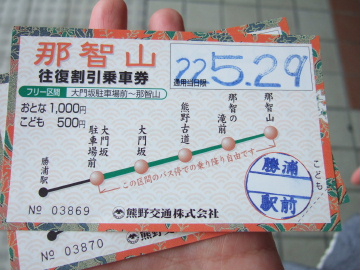 那智山
往復割引乗車券
フリー区間 大門坂駐車場前～那智山
おとな1,000円
こども 500円
22 5.29
通用当日限
勝浦駅
大門坂駐車場前
大門坂
熊野古道
那智の滝前
那智山
この区間のバス停での乗り降り自由です
勝浦
駅前
こども
№ 03869
熊野交通株式会社
№ 03870
熊野交通